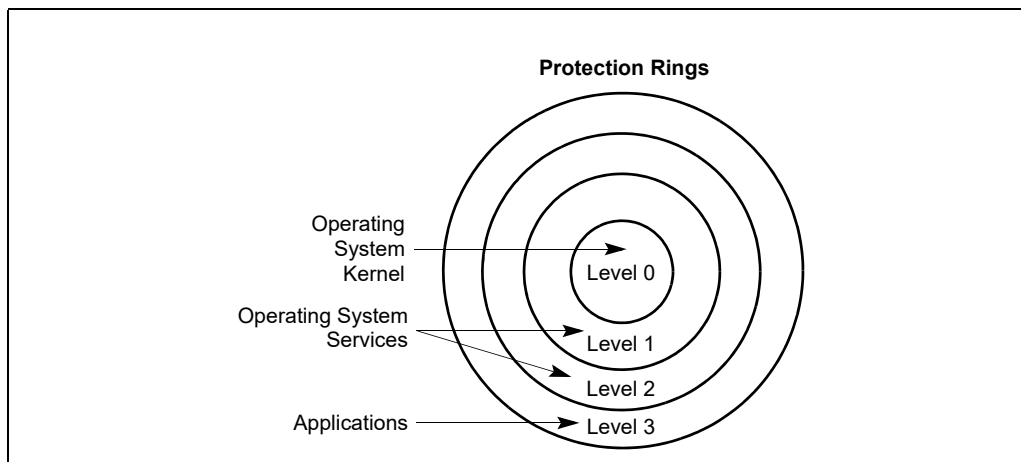 Protection Rings
Operating
System
Kernel
Level 0
Operating System
Services
Level 1
Level 2
Applications
Level 3